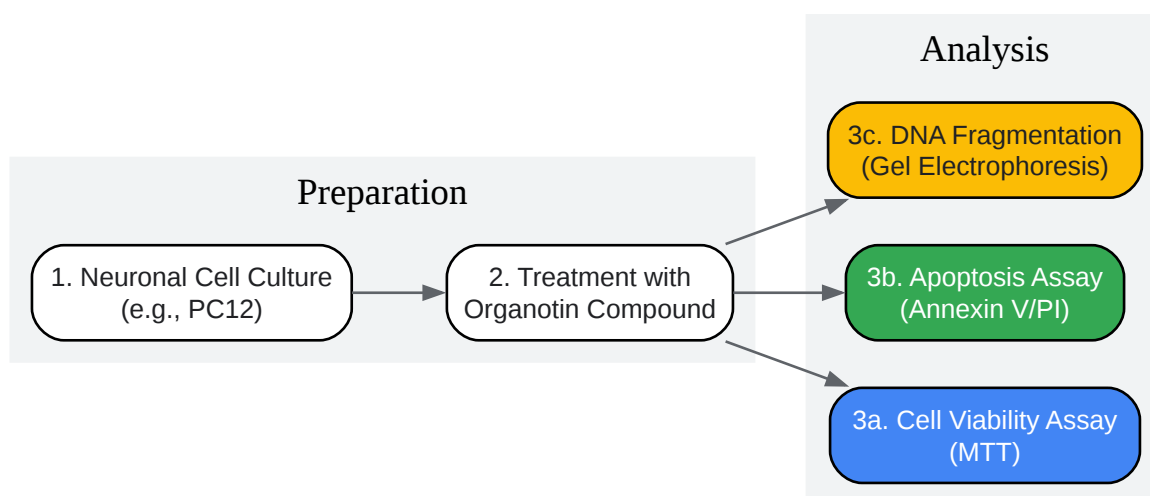 Preparation
1. Neuronal Cell Culture
(e.g., PC12)
2. Treatment with
Organotin Compound
Analysis
3c. DNA Fragmentation
(Gel Electrophoresis)
3b. Apoptosis Assay
(Annexin V/PI)
3a. Cell Viability Assay
(MTT)